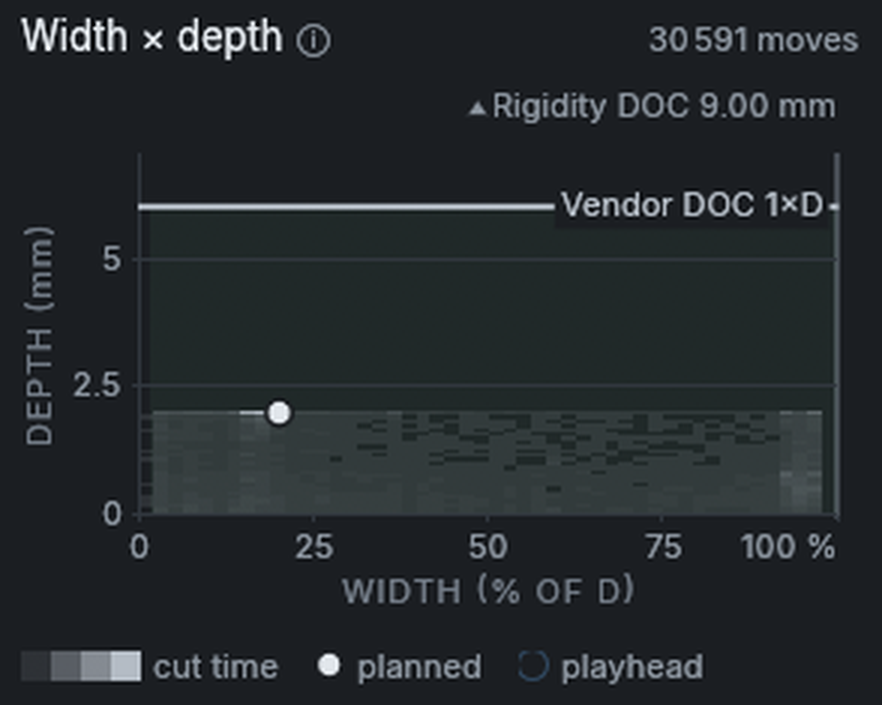 Width × depth ⓘ
30 591 moves
▲Rigidity DOC 9.00 mm
Vendor DOC 1×D
DEPTH (mm)
5
2.5
0
0 25 50 75 100 %
WIDTH (% OF D)
cut time planned playhead